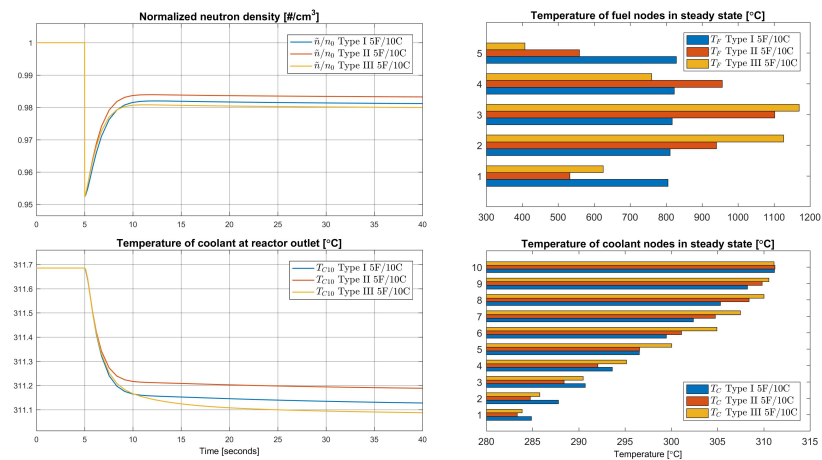 Normalized neutron density [#/cm³]
ñ/n₀ Type I 5F/10C
ñ/n₀ Type II 5F/10C
ñ/n₀ Type III 5F/10C
1
0.99
0.98
0.97
0.96
0.95
0 5 10 15 20 25 30 35 40
Temperature of fuel nodes in steady state [°C]
T_F Type I 5F/10C
T_F Type II 5F/10C
T_F Type III 5F/10C
5
4
3
2
1
300 400 500 600 700 800 900 1000 1100 1200
Temperature of coolant at reactor outlet [°C]
T_C10 Type I 5F/10C
T_C10 Type II 5F/10C
T_C10 Type III 5F/10C
311.7
311.6
311.5
311.4
311.3
311.2
311.1
0 5 10 15 20 25 30 35 40
Time [seconds]
Temperature of coolant nodes in steady state [°C]
10
9
8
7
6
5
4
3
2
1
T_C Type I 5F/10C
T_C Type II 5F/10C
T_C Type III 5F/10C
280 285 290 295 300 305 310 315
Temperature [°C]